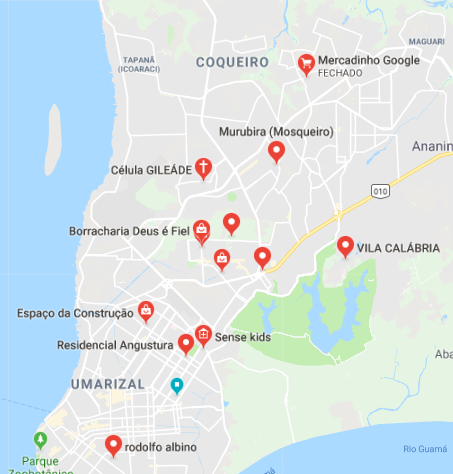 MAGUARI
TAPANÃ
(ICOARACI)
COQUEIRO
Mercadinho Google
FECHADO
Murubira (Mosqueiro)
Ananin
Célula GILEÁDE
010
Borracharia Deus é Fiel
VILA CALÁBRIA
Espaço da Construção
Sense kids
Residencial Angustura
Aba
UMARIZAL
rodolfo albino
Rio Guamá
Parque
Zoobotânico